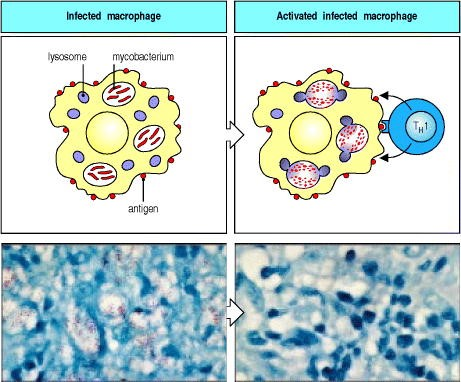 Infected macrophage
Activated infected macrophage
lysosome
mycobacterium
antigen
TH1